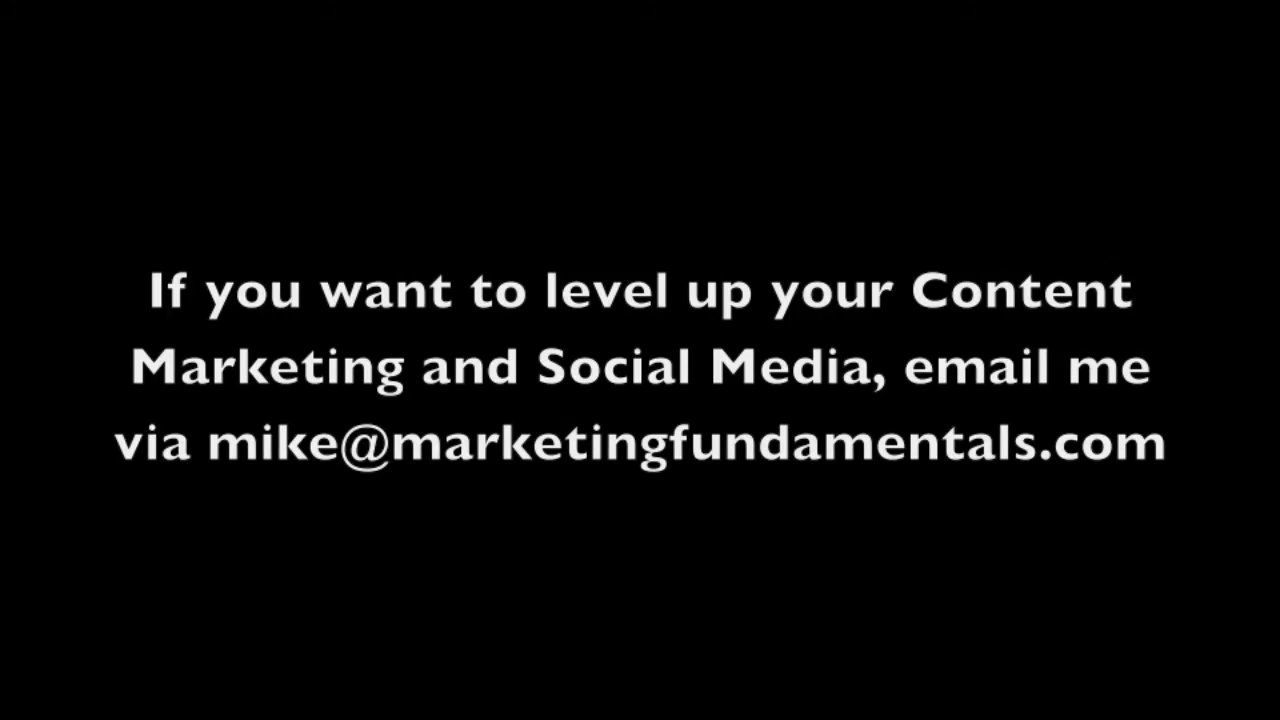 If you want to level up your Content
Marketing and Social Media, email me
via mike@marketingfundamentals.com